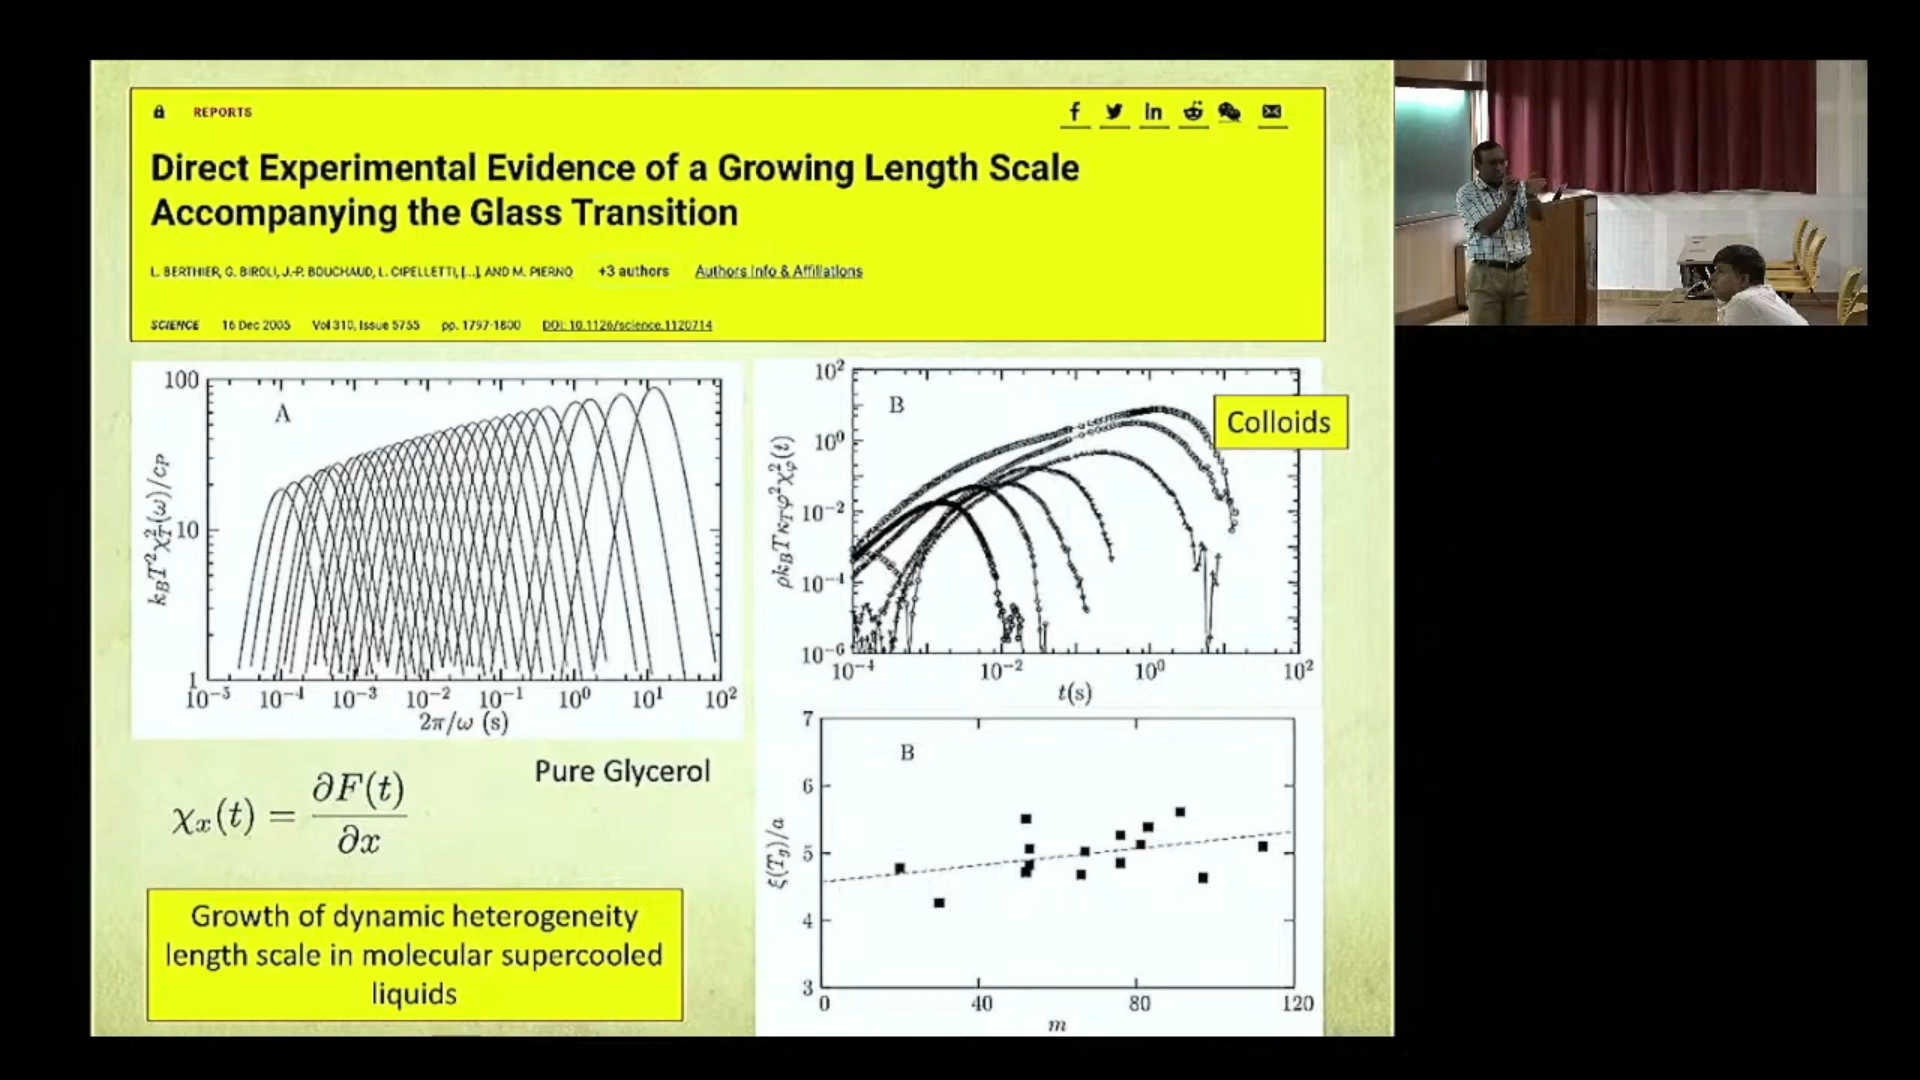 REPORTS
Direct Experimental Evidence of a Growing Length Scale
Accompanying the Glass Transition
L. BERTHIER, G. BIROLI, J.-P. BOUCHAUD, L. CIPELLETTI, [...], AND M. PIERNO +3 authors Authors Info & Affiliations
SCIENCE 16 Dec 2005 Vol 310, Issue 5755 pp. 1797-1800 DOI: 10.1126/science.1120714
100
10
1
A
k_BT²χ_T²(ω)/c_P
10⁻⁵ 10⁻⁴ 10⁻³ 10⁻² 10⁻¹ 10⁰ 10¹ 10²
2π/ω (s)
10²
10⁰
10⁻²
10⁻⁴
10⁻⁶
B
Colloids
ρk_BTκ_Tφ²χ_φ²(t)
10⁻⁴ 10⁻² 10⁰ 10²
t(s)
Pure Glycerol
χₓ(t) = ∂F(t)/∂x
Growth of dynamic heterogeneity
length scale in molecular supercooled
liquids
7
6
5
4
3
B
ξ(T_g)/a
0 40 80 120
m